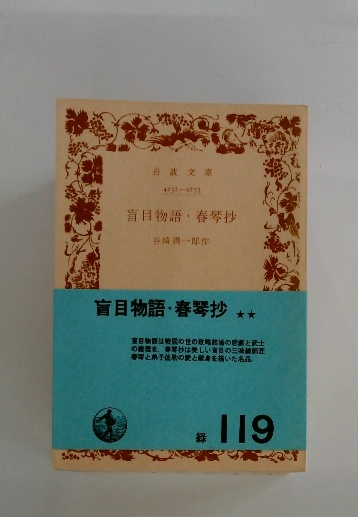 岩波文庫
4232—4233
盲目物語・春琴抄
谷崎潤一郎作
盲目物語・春琴抄 ★★
盲目物語は戦国の世の政略結婚の悲劇と武士
の義理を，春琴抄は美しい盲目の三味線師匠
春琴と弟子佐助の愛と献身を描いた名品
緑 119